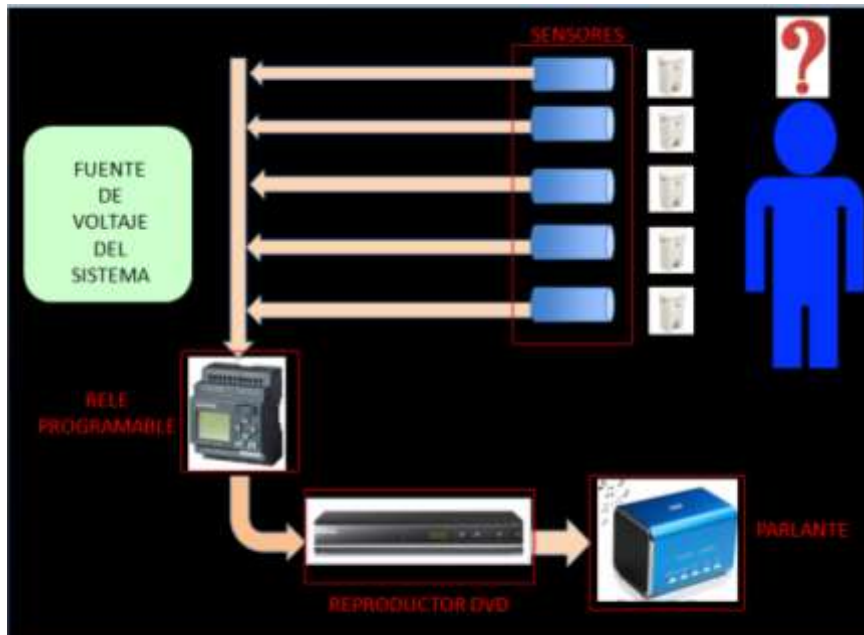 SENSORES
?
FUENTE
DE
VOLTAJE
DEL
SISTEMA
RELE
PROGRAMABLE
PARLANTE
REPRODUCTOR DVD